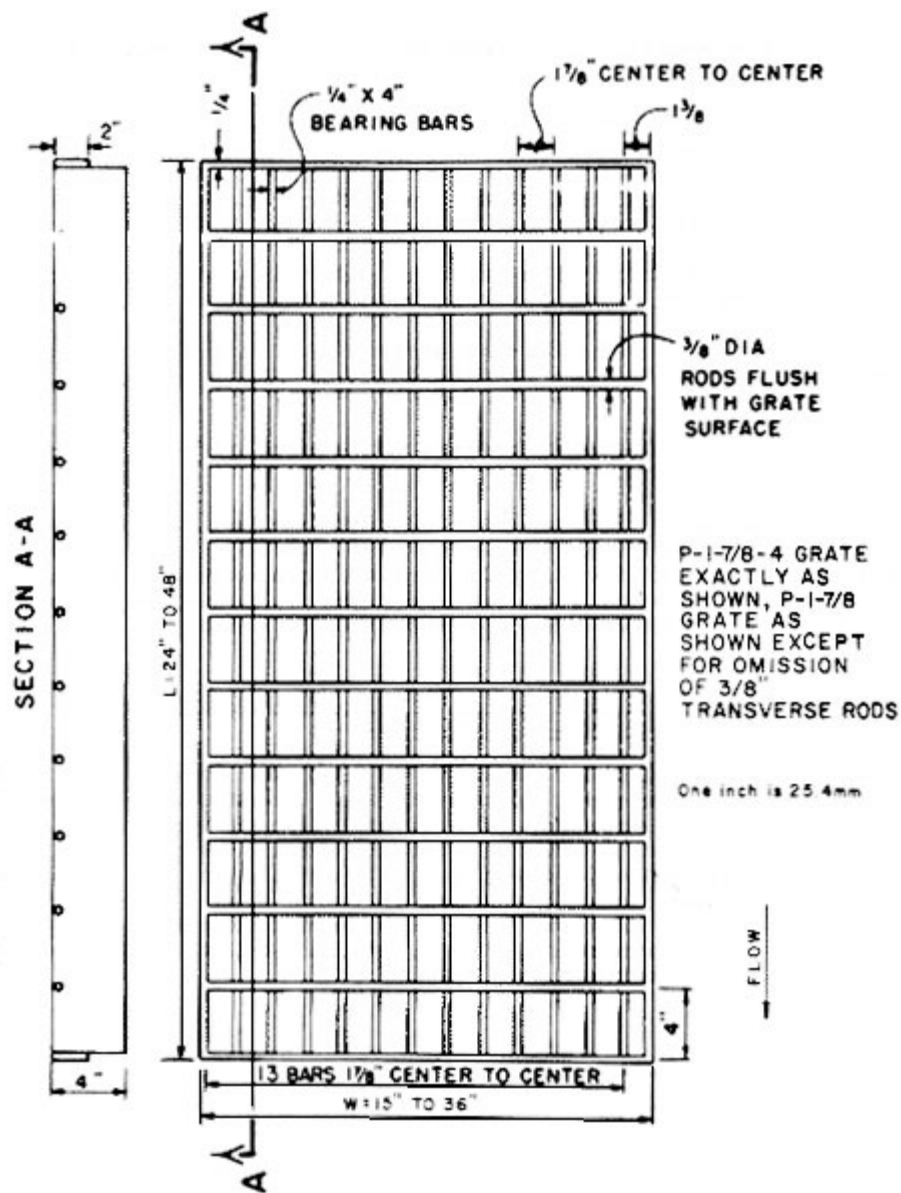 A
1 7/8" CENTER TO CENTER
1/4"
1/4" X 4"
BEARING BARS
1 3/8
2"
3/8" DIA
RODS FLUSH
WITH GRATE
SURFACE
SECTION A-A
L=24" TO 48"
P-1-7/8-4 GRATE
EXACTLY AS
SHOWN, P-1-7/8
GRATE AS
SHOWN EXCEPT
FOR OMISSION
OF 3/8"
TRANSVERSE RODS
One inch is 25.4mm
FLOW
4"
4"
13 BARS 1 7/8" CENTER TO CENTER
W=15" TO 36"
A